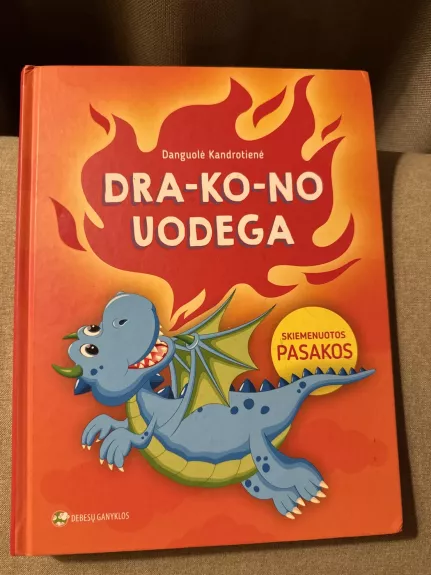 Danguolė Kandrotienė
DRA-KO-NO
UODEGA
SKIEMENUOTOS
PASAKOS
DEBESŲ GANYKLOS